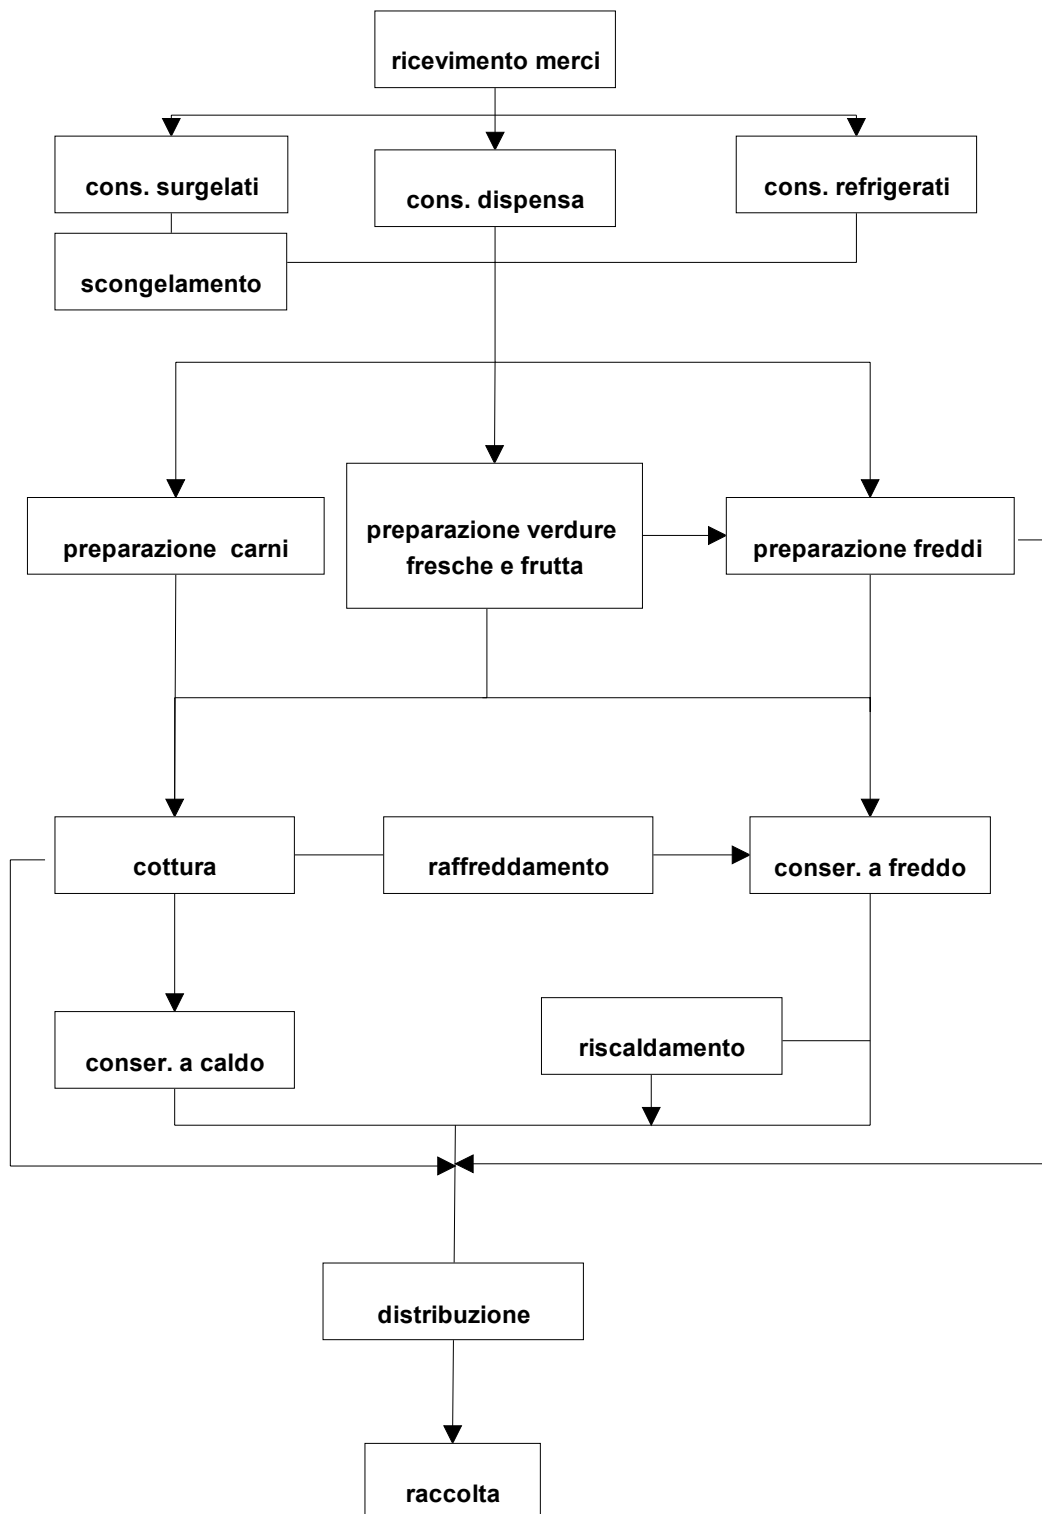 ricevimento merci
cons. surgelati
cons. dispensa
cons. refrigerati
scongelamento
preparazione carni
preparazione verdure
fresche e frutta
preparazione freddi
cottura
raffreddamento
conser. a freddo
conser. a caldo
riscaldamento
distribuzione
raccolta